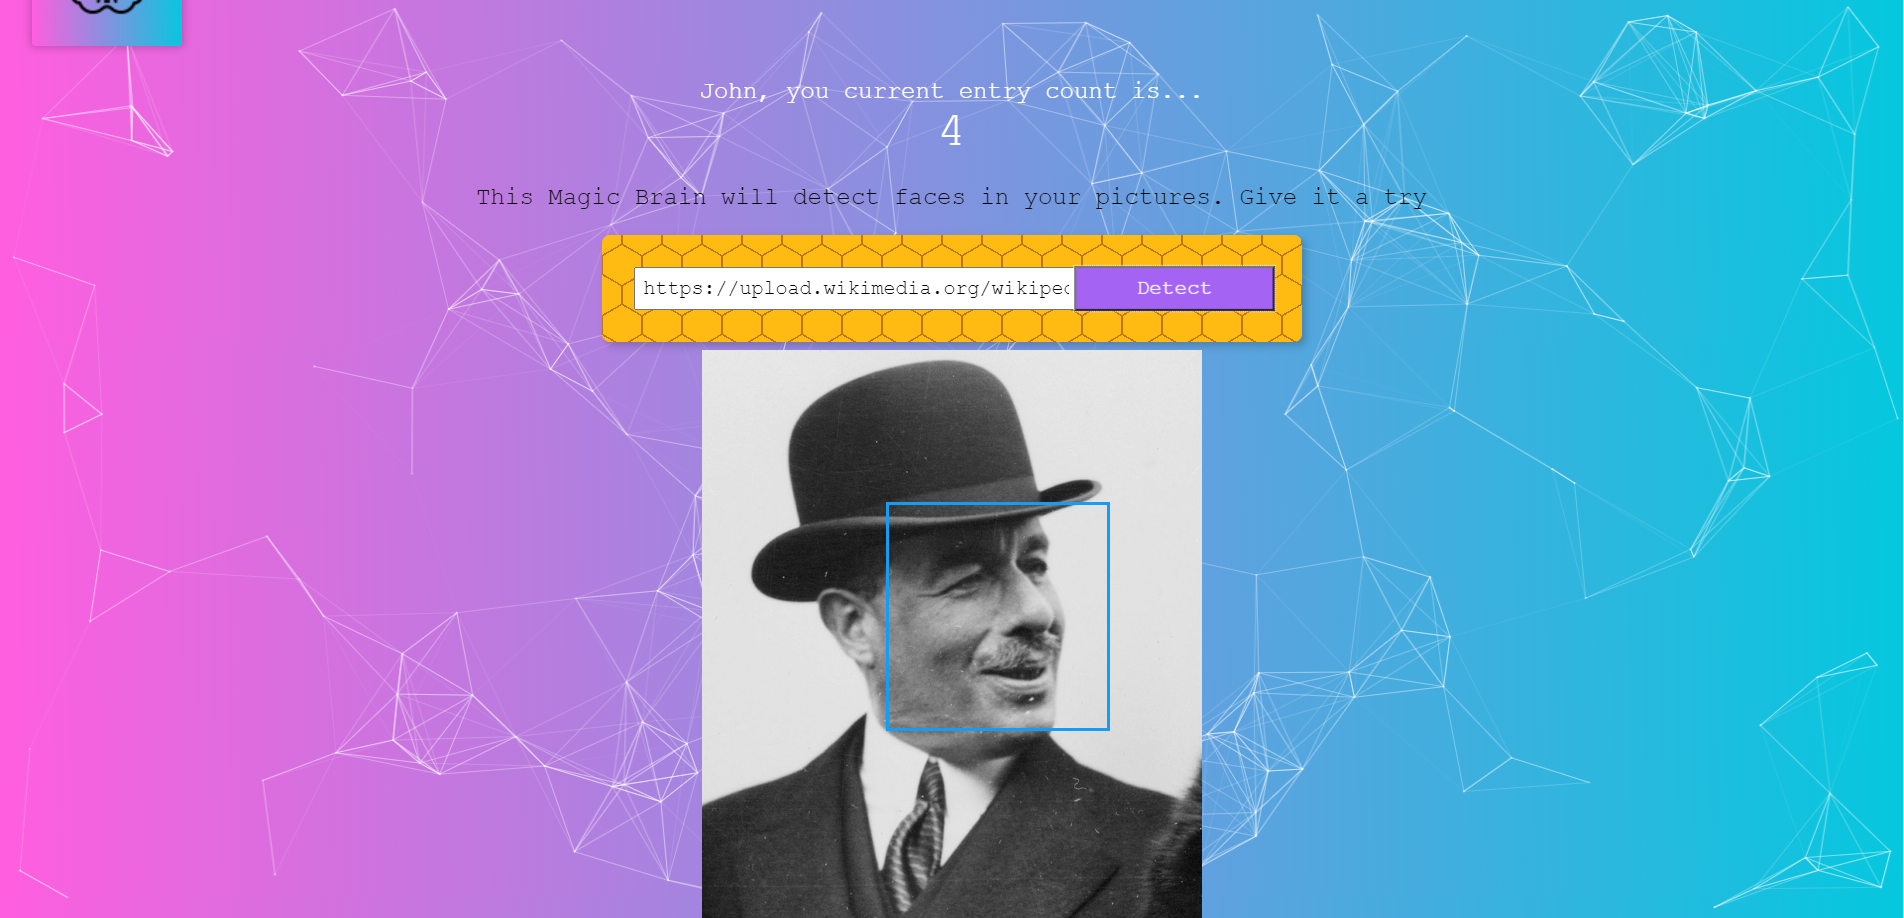 John, you current entry count is...
4
This Magic Brain will detect faces in your pictures. Give it a try
https://upload.wikimedia.org/wikiped
Detect